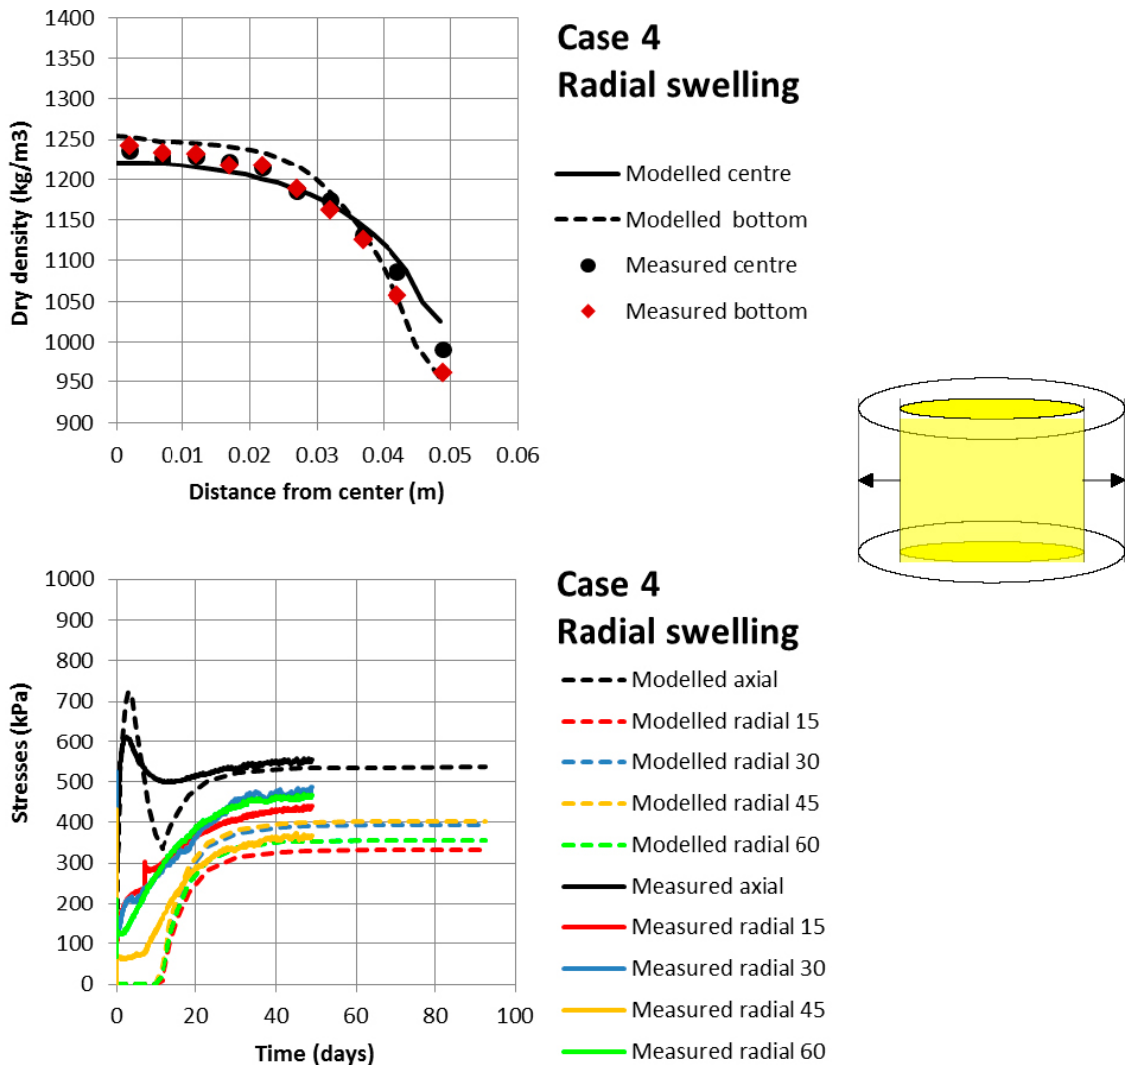 Case 4
Radial swelling
1400
1350
1300
1250
1200
1150
1100
1050
1000
950
900
Dry density (kg/m3)
0 0.01 0.02 0.03 0.04 0.05 0.06
Distance from center (m)
Modelled centre
Modelled bottom
Measured centre
Measured bottom
Case 4
Radial swelling
1000
900
800
700
600
500
400
300
200
100
0
Stresses (kPa)
0 20 40 60 80 100
Time (days)
Modelled axial
Modelled radial 15
Modelled radial 30
Modelled radial 45
Modelled radial 60
Measured axial
Measured radial 15
Measured radial 30
Measured radial 45
Measured radial 60